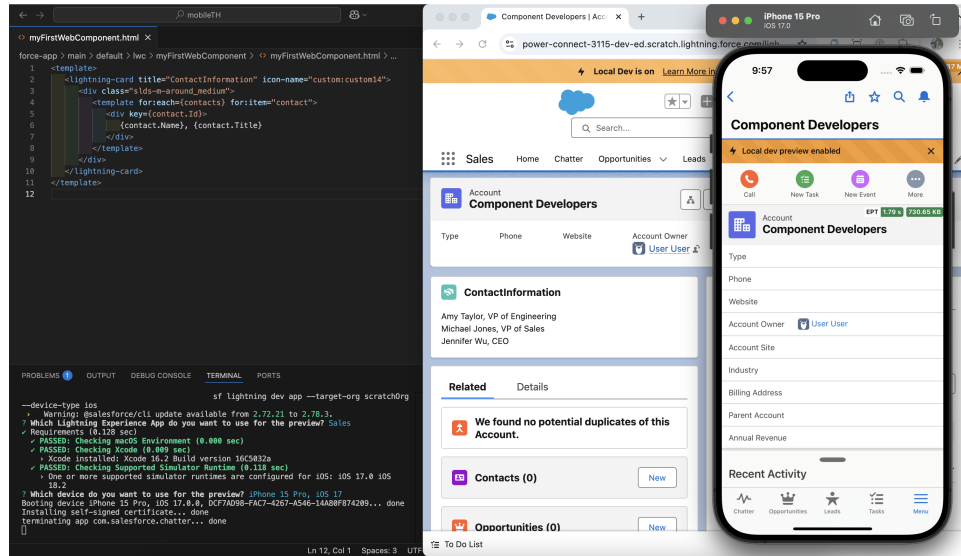 mobileTH
myFirstWebComponent.html
force-app > main > default > lwc > myFirstWebComponent > myFirstWebComponent.html > ...
1 <template>
2 <lightning-card title="ContactInformation" icon-name="custom:custom14">
3 <div class="slds-m-around_medium">
4 <template for:each={contacts} for:item="contact">
5 <div key={contact.Id}>
6 {contact.Name}, {contact.Title}
7 </div>
8 </template>
9 </div>
10 </lightning-card>
11 </template>
12
PROBLEMS 1 OUTPUT DEBUG CONSOLE TERMINAL PORTS
sf lightning dev app --target-org scratchOrg
--device-type ios
› Warning: @salesforce/cli update available from 2.72.21 to 2.78.3.
? Which Lightning Experience App do you want to use for the preview? Sales
✓ Requirements (0.128 sec)
✓ PASSED: Checking macOS Environment (0.000 sec)
✓ PASSED: Checking Xcode (0.009 sec)
› Xcode installed: Xcode 16.2 Build version 16C5032a
✓ PASSED: Checking Supported Simulator Runtime (0.118 sec)
› One or more supported simulator runtimes are configured for iOS: iOS 17.0 iOS
18.2
? Which device do you want to use for the preview? iPhone 15 Pro, iOS 17
Booting device iPhone 15 Pro, iOS 17.0.0, DCF7AD98-FAC7-4267-A546-14A80F874209... done
Installing self-signed certificate... done
terminating app com.salesforce.chatter... done
Ln 12, Col 1 Spaces: 3 UTF
Component Developers | Acc
power-connect-3115-dev-ed.scratch.lightning.force.com/ligh
Local Dev is on Learn More in
Search...
Sales Home Chatter Opportunities Leads
Account
Component Developers
Type Phone Website Account Owner
User User
ContactInformation
Amy Taylor, VP of Engineering
Michael Jones, VP of Sales
Jennifer Wu, CEO
Related Details
We found no potential duplicates of this
Account.
Contacts (0) New
Opportunities (0) New
To Do List
iPhone 15 Pro
iOS 17.0
9:57
Component Developers
Local dev preview enabled
Call New Task New Event More
EPT 1.79 s 730.65 KB
Account
Component Developers
Type
Phone
Website
Account Owner User User
Account Site
Industry
Billing Address
Parent Account
Annual Revenue
Recent Activity
Chatter Opportunities Leads Tasks Menu